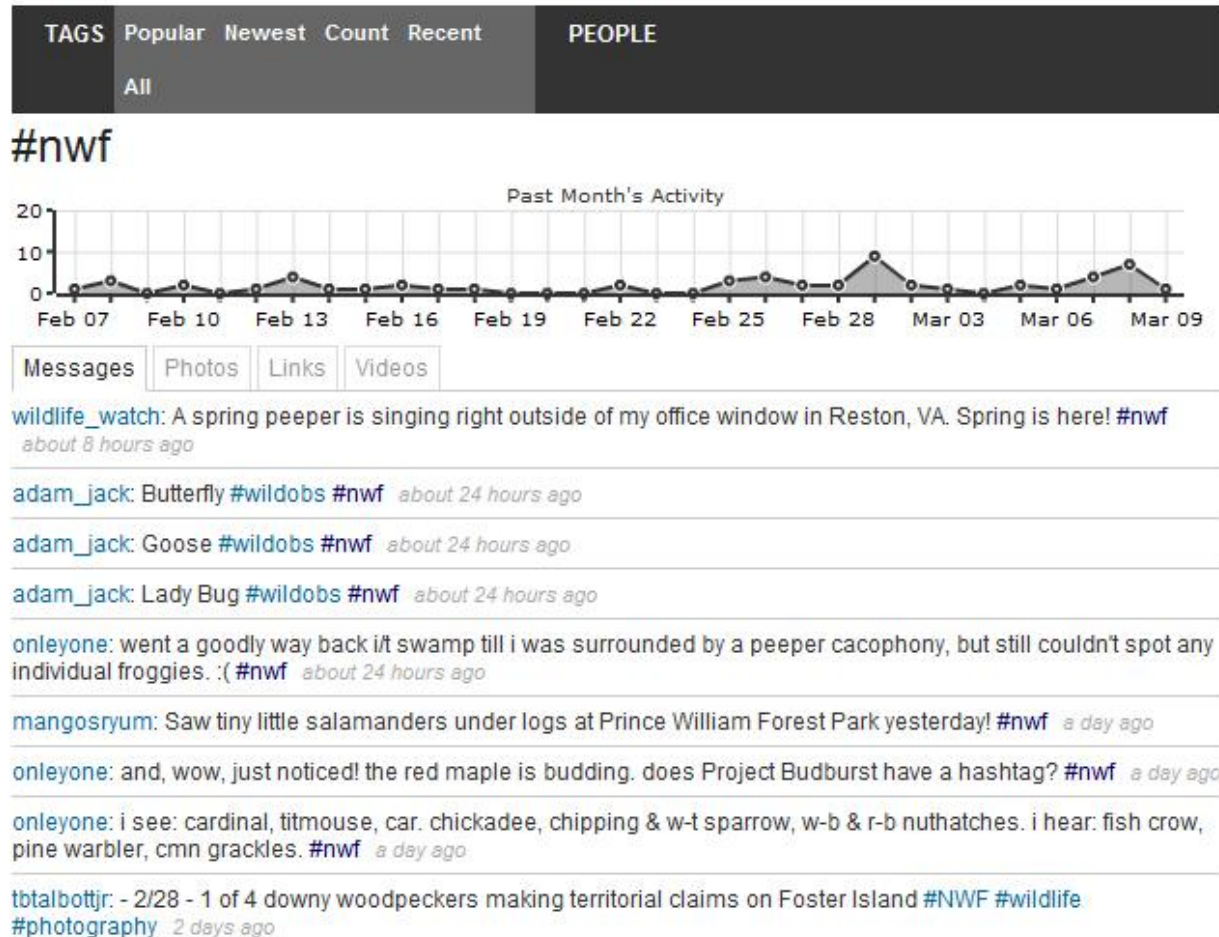 TAGS Popular Newest Count Recent PEOPLE
All
#nwf
Past Month's Activity
20
10
0
Feb 07 Feb 10 Feb 13 Feb 16 Feb 19 Feb 22 Feb 25 Feb 28 Mar 03 Mar 06 Mar 09
Messages Photos Links Videos
wildlife_watch: A spring peeper is singing right outside of my office window in Reston, VA. Spring is here! #nwf
about 8 hours ago
adam_jack: Butterfly #wildobs #nwf about 24 hours ago
adam_jack: Goose #wildobs #nwf about 24 hours ago
adam_jack: Lady Bug #wildobs #nwf about 24 hours ago
onleyone: went a goodly way back i/t swamp till i was surrounded by a peeper cacophony, but still couldn't spot any
individual froggies. :( #nwf about 24 hours ago
mangosryum: Saw tiny little salamanders under logs at Prince William Forest Park yesterday! #nwf a day ago
onleyone: and, wow, just noticed! the red maple is budding. does Project Budburst have a hashtag? #nwf a day ago
onleyone: i see: cardinal, titmouse, car. chickadee, chipping & w-t sparrow, w-b & r-b nuthatches. i hear: fish crow,
pine warbler, cmn grackles. #nwf a day ago
tbtalbottjr: - 2/28 - 1 of 4 downy woodpeckers making territorial claims on Foster Island #NWF #wildlife
#photography 2 days ago